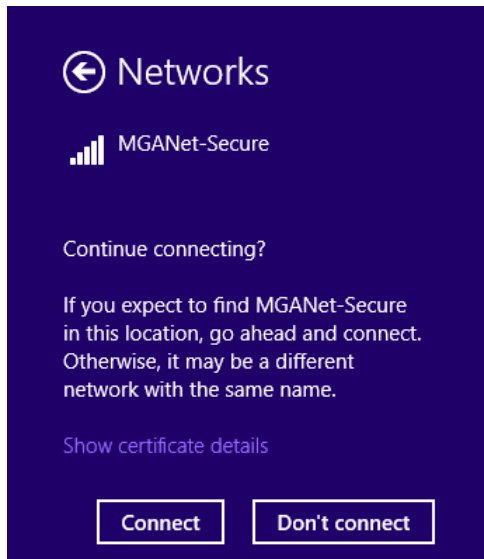 Networks
MGANet-Secure
Continue connecting?
If you expect to find MGANet-Secure
in this location, go ahead and connect.
Otherwise, it may be a different
network with the same name.
Show certificate details
Connect Don't connect